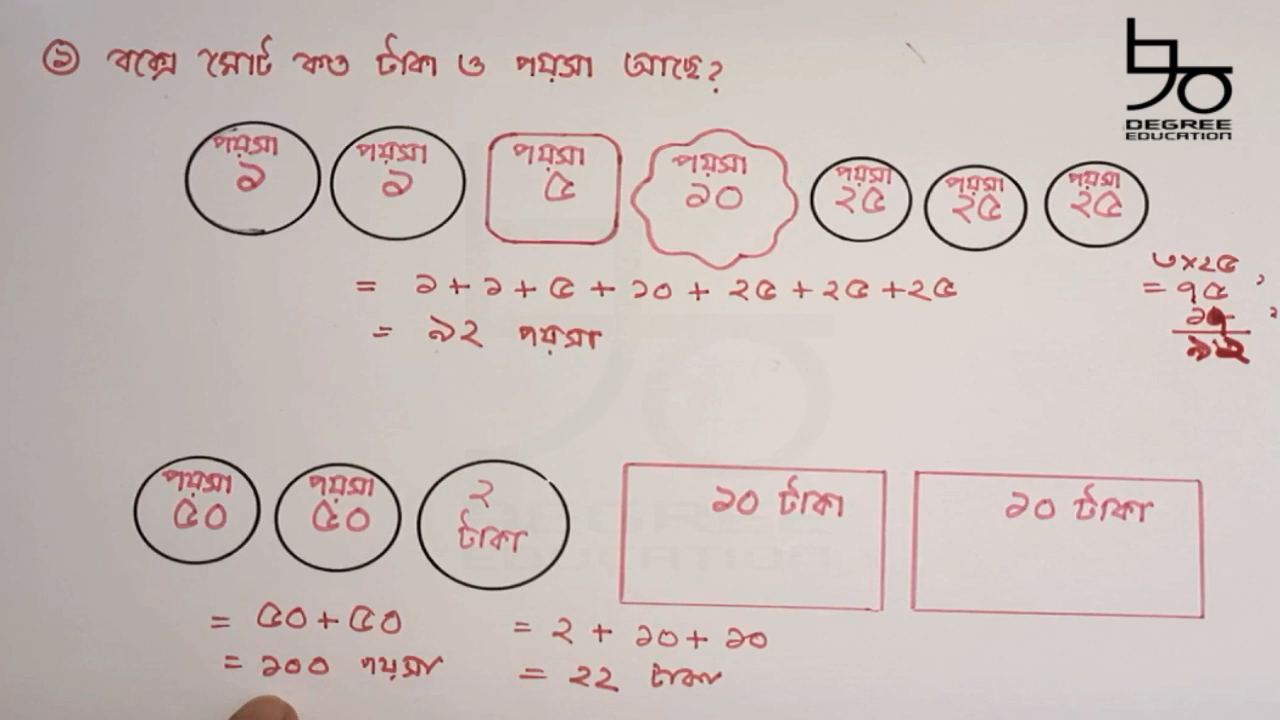 ১ বক্সে মোট কত টাকা ও পয়সা আছে?
DEGREE
EDUCATION
পয়সা ১ পয়সা ১ পয়সা ৫ পয়সা ১০ পয়সা ২৫ পয়সা ২৫ পয়সা ২৫
= ১ + ১ + ৫ + ১০ + ২৫ + ২৫ + ২৫
= ৯২ পয়সা
৩×২৫
= ৭৫
১৭
৯২
পয়সা ৫০ পয়সা ৫০ ২ টাকা ১০ টাকা ১০ টাকা
= ৫০ + ৫০
= ১০০ পয়সা
= ২ + ১০ + ১০
= ২২ টাকা